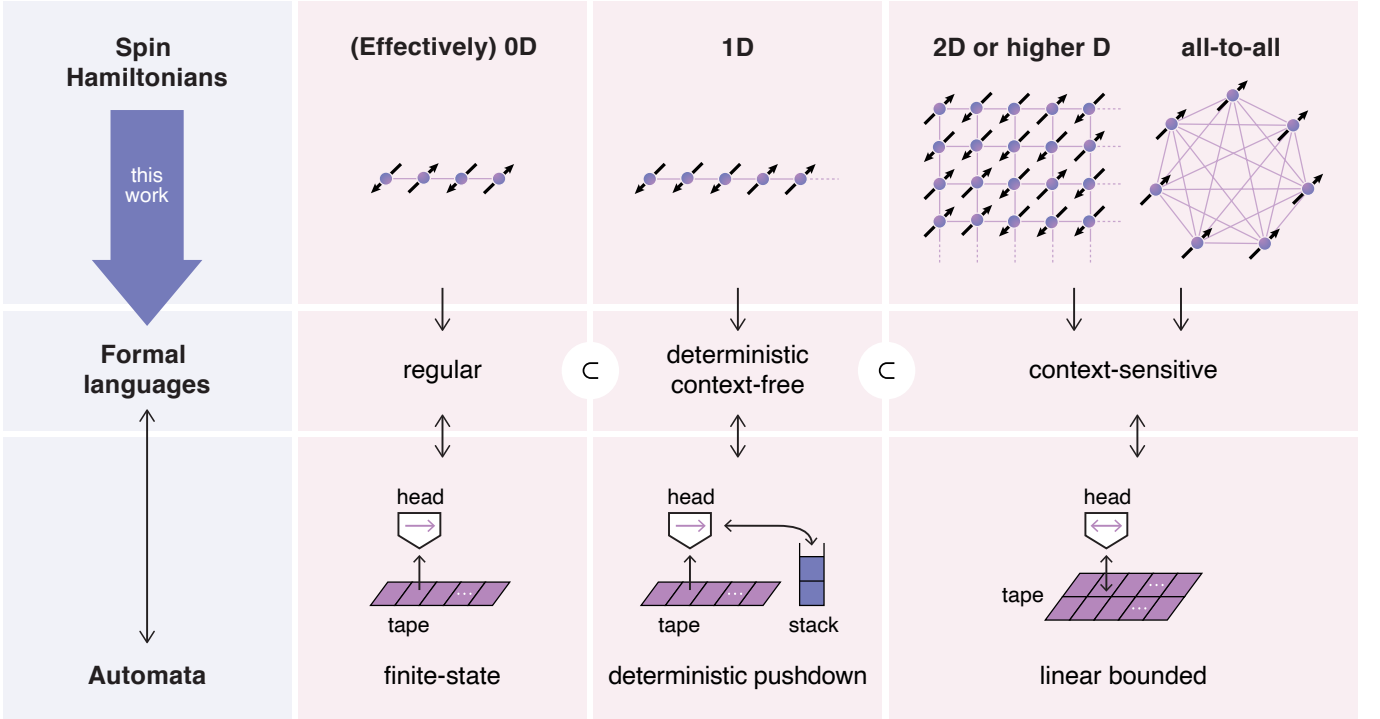 Spin
Hamiltonians
(Effectively) 0D
1D
2D or higher D
all-to-all
this
work
Formal
languages
regular
⊂
deterministic
context-free
⊂
context-sensitive
head
head
head
tape
...
tape
...
stack
tape
...
...
Automata
finite-state
deterministic pushdown
linear bounded